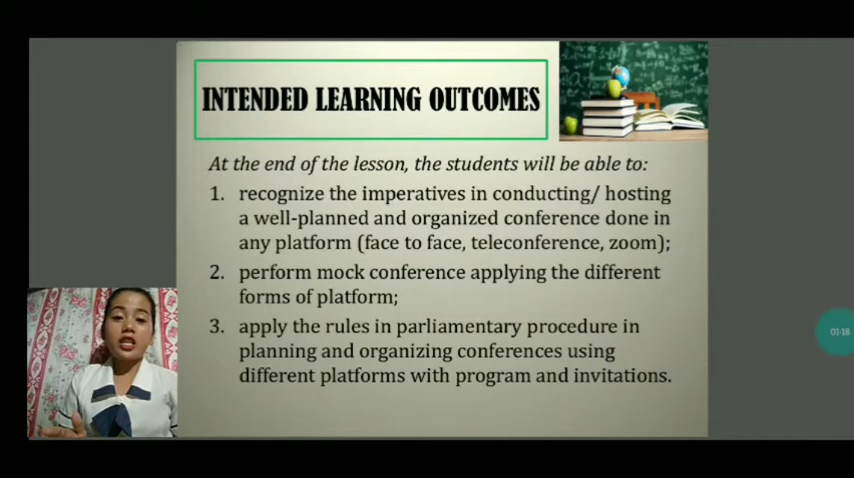 INTENDED LEARNING OUTCOMES
At the end of the lesson, the students will be able to:
1. recognize the imperatives in conducting/ hosting
a well-planned and organized conference done in
any platform (face to face, teleconference, zoom);
2. perform mock conference applying the different
forms of platform;
3. apply the rules in parliamentary procedure in
planning and organizing conferences using
different platforms with program and invitations.
01:18